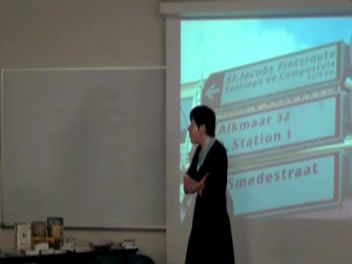 St. Jacobs Fietsroute
Santiago de Compostela
Alkmaar 32
Station 1
Smedestraat